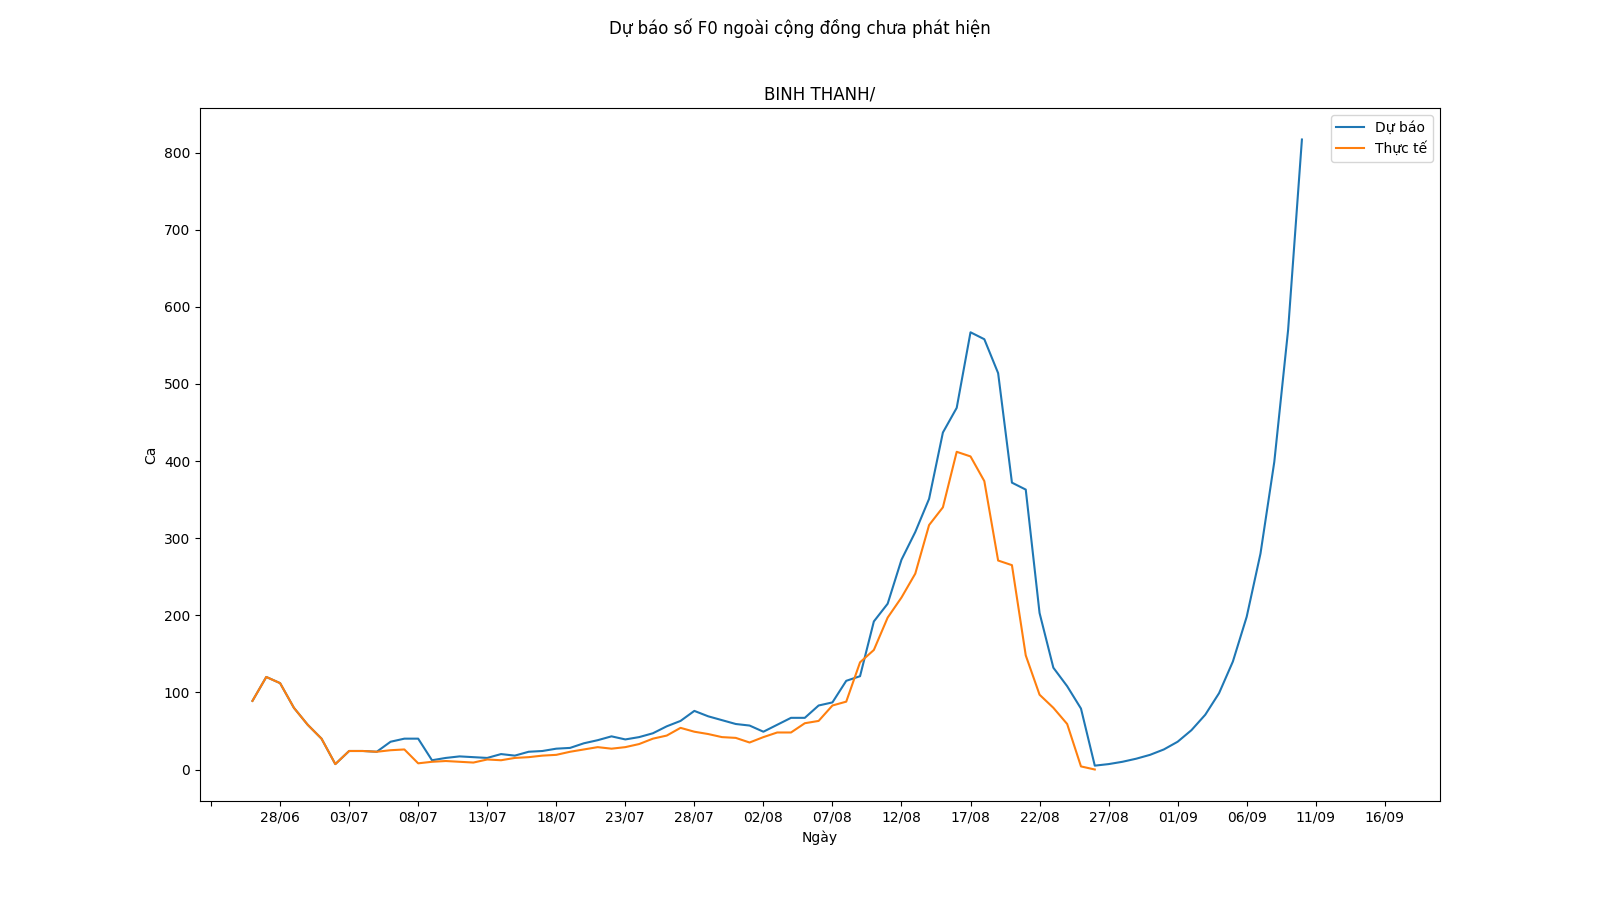 Dự báo số F0 ngoài cộng đồng chưa phát hiện
BINH THANH/
Dự báo
Thực tế
800
700
600
500
400
300
200
100
0
Ca
28/06 03/07 08/07 13/07 18/07 23/07 28/07 02/08 07/08 12/08 17/08 22/08 27/08 01/09 06/09 11/09 16/09
Ngày